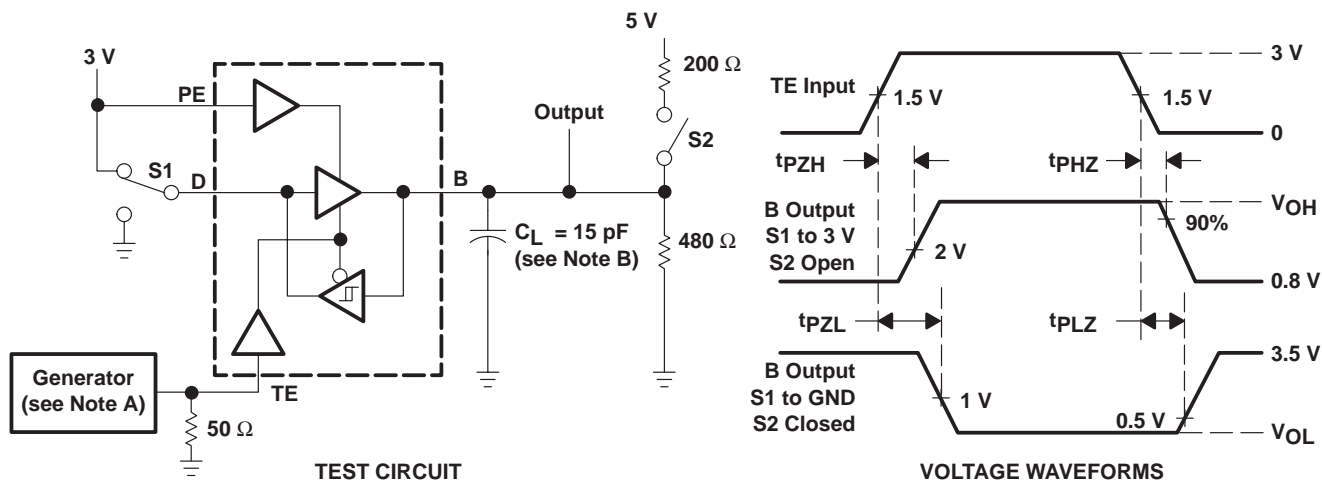 3 V
PE
S1
D
B
Output
5 V
200 Ω
S2
C_L = 15 pF
(see Note B)
480 Ω
Generator
(see Note A)
TE
50 Ω
TEST CIRCUIT
TE Input
1.5 V
1.5 V
3 V
0
tPZH
tPHZ
B Output
S1 to 3 V
S2 Open
2 V
90%
VOH
0.8 V
tPZL
tPLZ
B Output
S1 to GND
S2 Closed
1 V
0.5 V
3.5 V
VOL
VOLTAGE WAVEFORMS